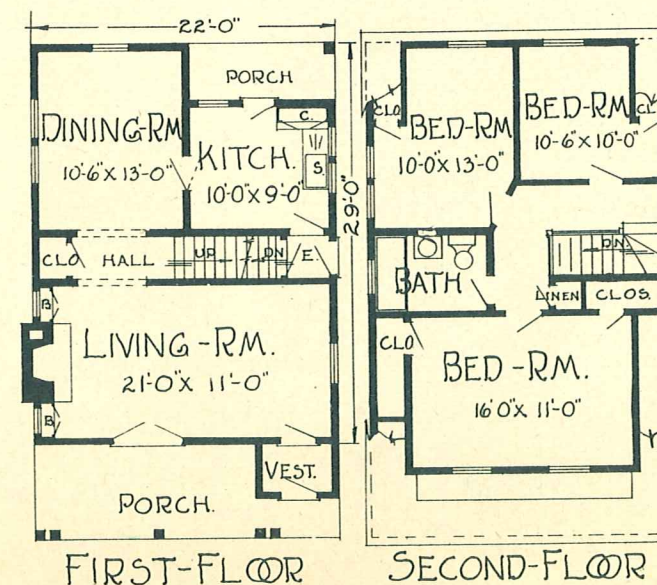 22'-0"
PORCH
DINING-RM
10'-6" X 13'-0"
C.
KITCH.
S.
10'-0" X 9'-0"
29'-0"
CLO
HALL
UP
DN
E.
B
LIVING-RM.
21'-0" X 11'-0"
B
VEST.
PORCH.
FIRST-FLOOR
CLO
BED-RM
10'-0" X 13'-0"
BED-RM
10'-6" X 10'-0"
CL
DN
BATH
LINEN
CLOS.
CLO
BED-RM.
16'0" X 11'-0"
SECOND-FLOOR